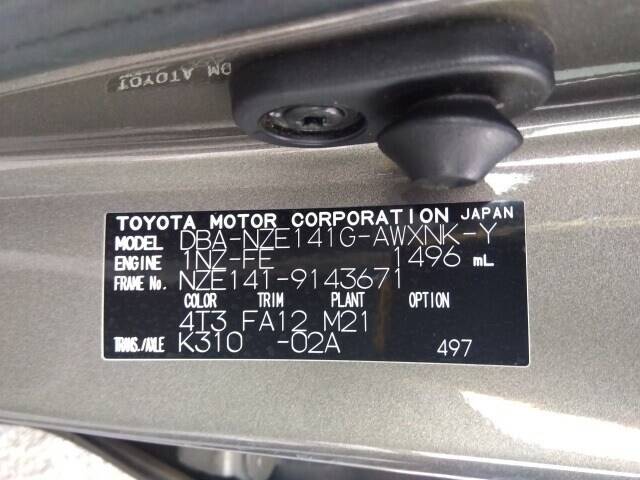 TOYOTA MOTOR CORPORATION JAPAN
MODEL DBA-NZE141G-AWXNK-Y
ENGINE 1NZ-FE 1496 mL
FRAME No. NZE141-9143671
COLOR TRIM PLANT OPTION
4T3 FA12 M21
TRANS./AXLE K310 -02A 497